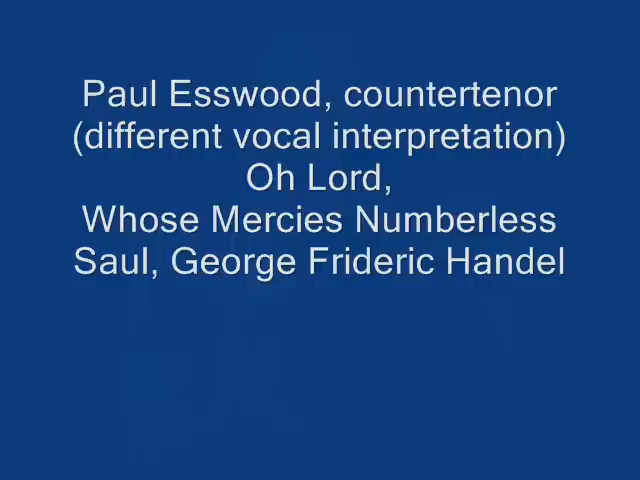 Paul Esswood, countertenor
(different vocal interpretation)
Oh Lord,
Whose Mercies Numberless
Saul, George Frideric Handel